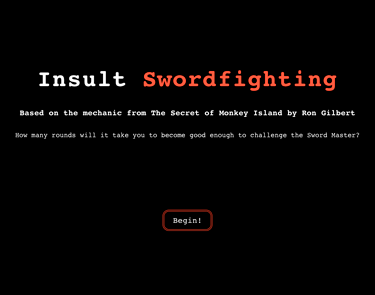 Insult Swordfighting
Based on the mechanic from The Secret of Monkey Island by Ron Gilbert
How many rounds will it take you to become good enough to challenge the Sword Master?
Begin!